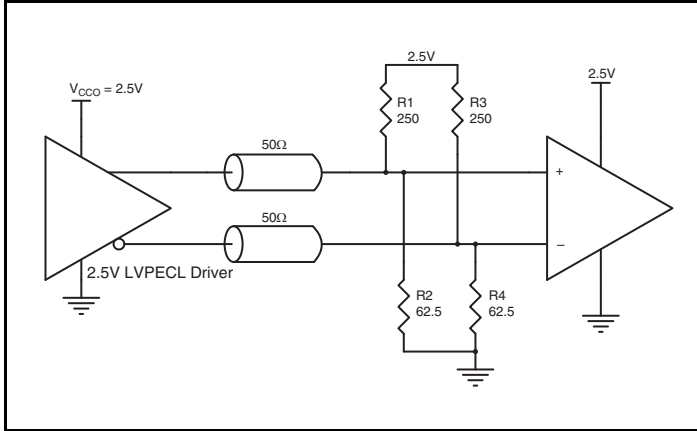 2.5V
V_CCO = 2.5V
2.5V
R1
250
R3
250
50Ω
+
50Ω
–
2.5V LVPECL Driver
R2
62.5
R4
62.5